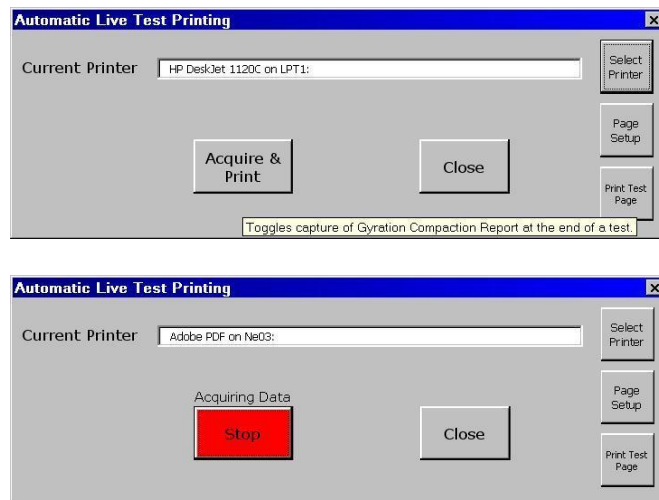 Automatic Live Test Printing
Current Printer
HP DeskJet 1120C on LPT1:
Select
Printer
Page
Setup
Acquire &
Print
Close
Print Test
Page
Toggles capture of Gyration Compaction Report at the end of a test.
Automatic Live Test Printing
Current Printer
Adobe PDF on Ne03:
Select
Printer
Acquiring Data
Page
Setup
Stop
Close
Print Test
Page